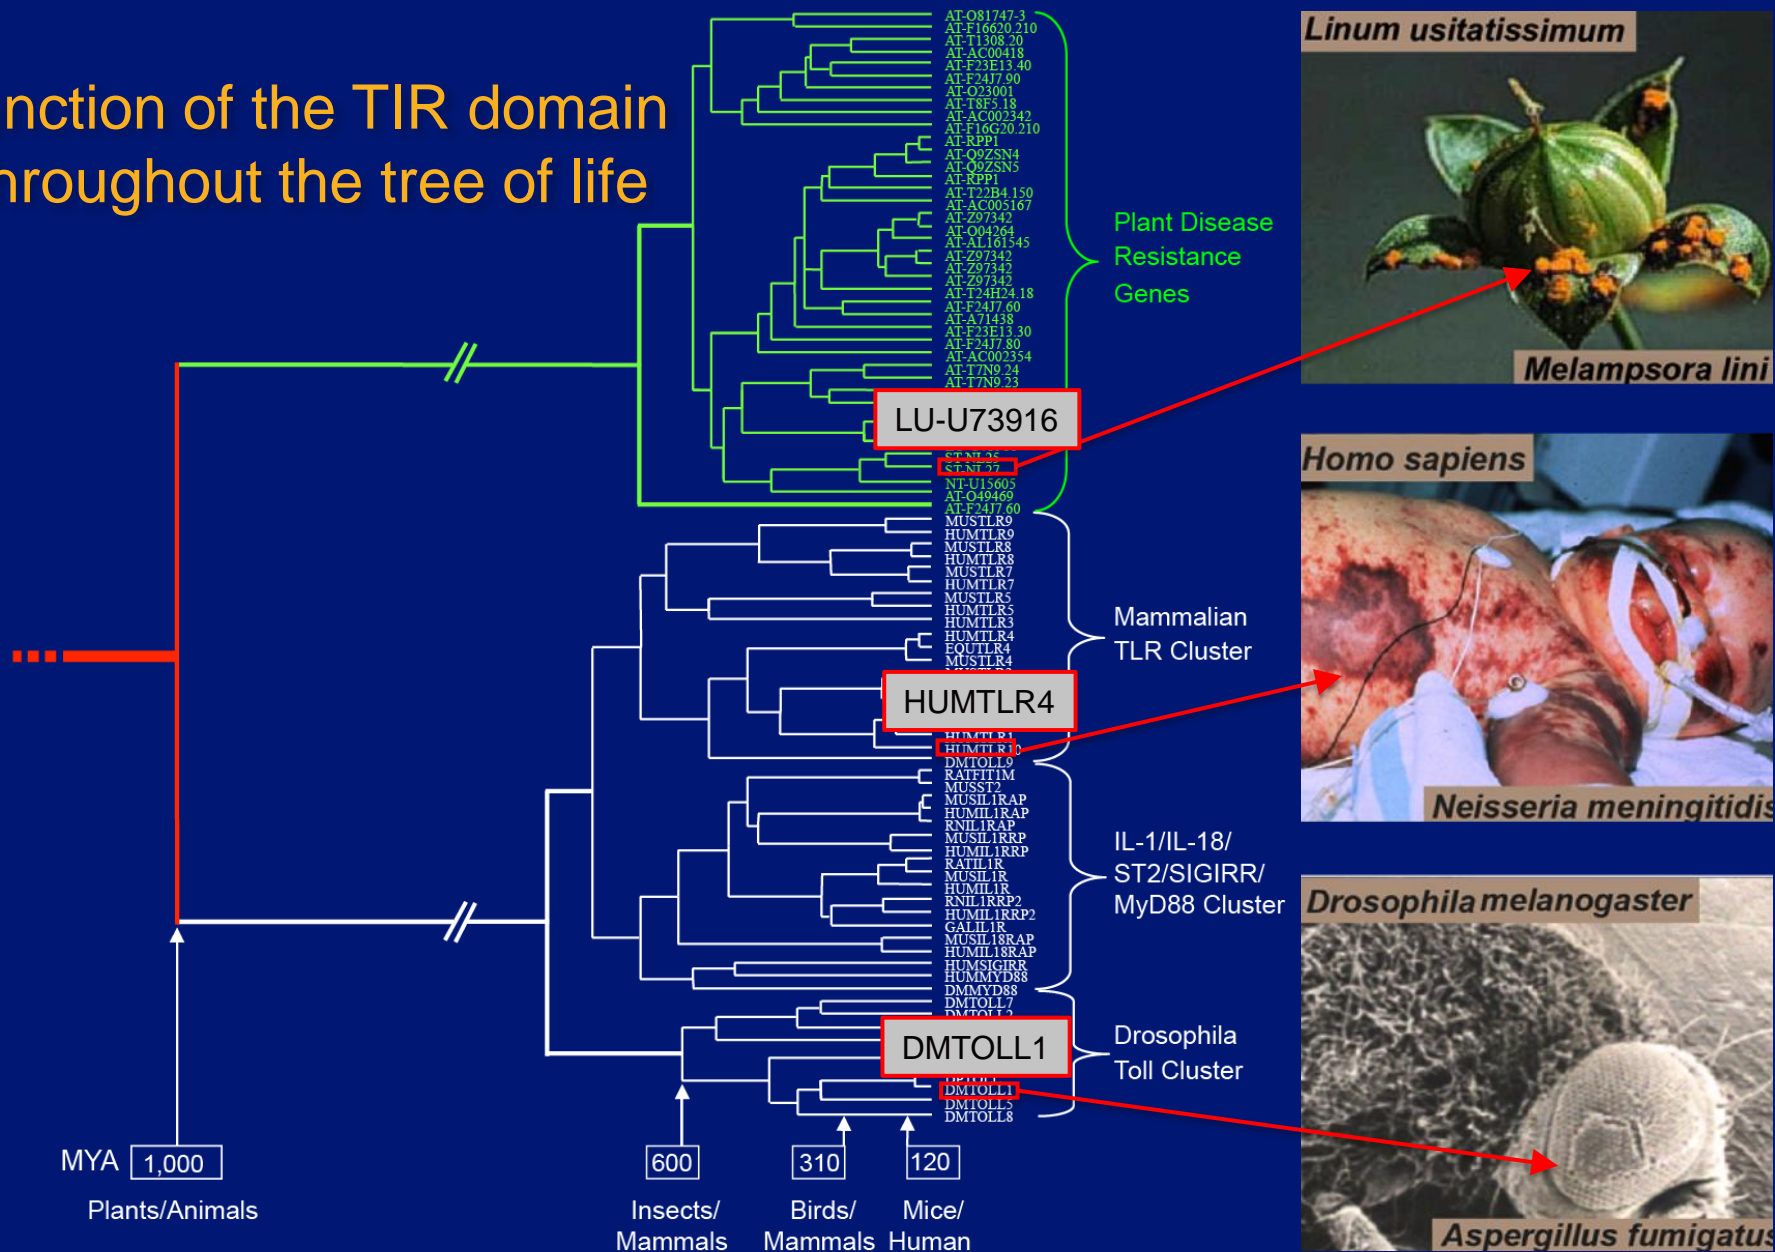 nction of the TIR domain
hroughout the tree of life
AT-O81747-3
AT-F16620.210
AT-T1308.20
AT-AC00418
AT-F23E13.40
AT-F24J7.90
AT-O23001
AT-T8F5.18
AT-AC002342
AT-F16G20.210
AT-RPP1
AT-Q9ZSN4
AT-Q9ZSN5
AT-RPP1
AT-T22B4.150
AT-AC005167
AT-Z97342
AT-O04264
AT-AL161545
AT-Z97342
AT-Z97342
AT-Z97342
AT-T24H24.18
AT-F24J7.60
AT-A71438
AT-F23E13.30
AT-F24J7.80
AT-AC002354
AT-T7N9.24
AT-T7N9.23
LU-U73916
ST-NL25
ST-NL27
NT-U15605
AT-O49469
AT-F24J7.60
Plant Disease
Resistance
Genes
MUSTLR9
HUMTLR9
MUSTLR8
HUMTLR8
MUSTLR7
HUMTLR7
MUSTLR5
HUMTLR5
HUMTLR3
HUMTLR4
EQUTLR4
MUSTLR4
HUMTLR4
HUMTLR1
HUMTLR10
DMTOLL9
Mammalian
TLR Cluster
RATFIT1M
MUSST2
MUSIL1RAP
HUMIL1RAP
RNIL1RAP
MUSIL1RRP
HUMIL1RRP
RATIL1R
MUSIL1R
HUMIL1R
RNIL1RRP2
HUMIL1RRP2
GALIL1R
MUSIL18RAP
HUMIL18RAP
HUMSIGIRR
HUMMYD88
DMMYD88
IL-1/IL-18/
ST2/SIGIRR/
MyD88 Cluster
DMTOLL7
DMTOLL1
DMTOLL1
DMTOLL5
DMTOLL8
Drosophila
Toll Cluster
MYA 1,000
600
310
120
Plants/Animals
Insects/
Mammals
Birds/
Mammals
Mice/
Human
Linum usitatissimum
Melampsora lini
Homo sapiens
Neisseria meningitidis
Drosophila melanogaster
Aspergillus fumigatus